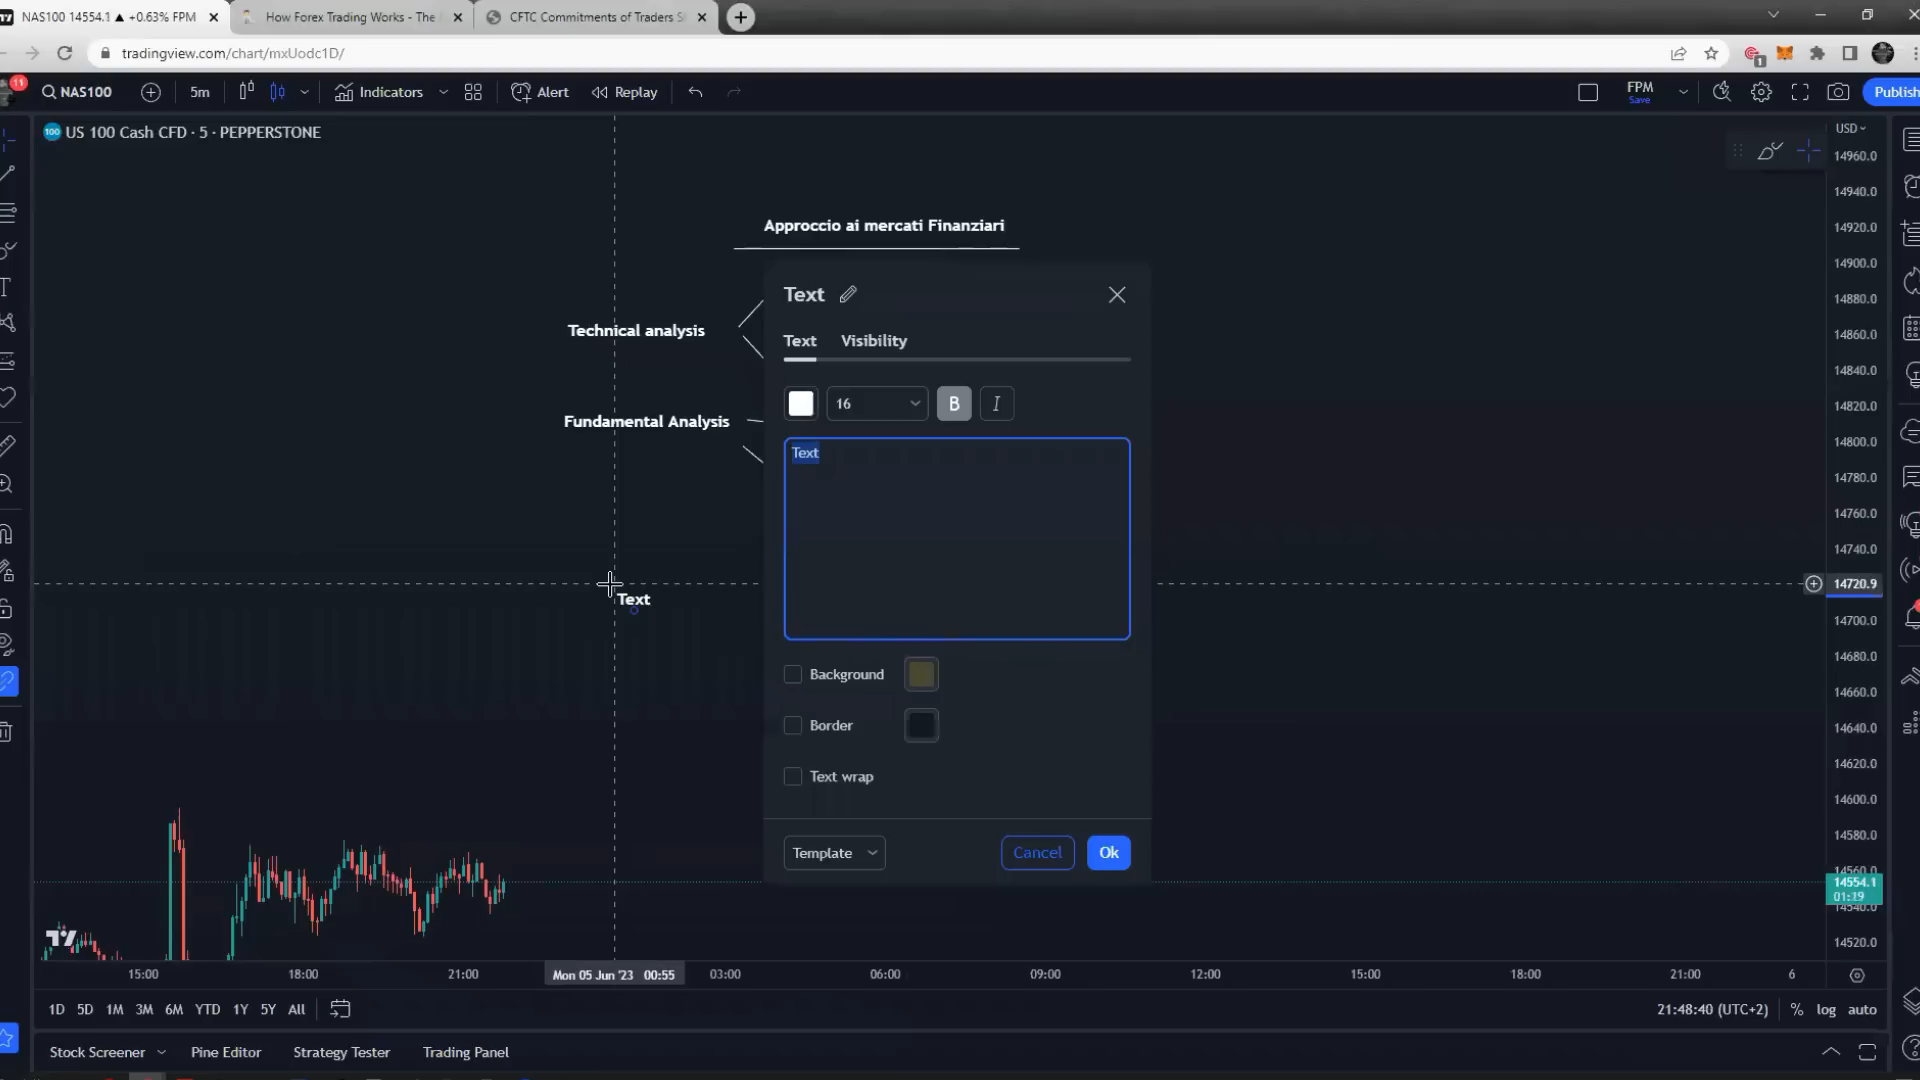 NAS100 14554.1 ▲ +0.63% FPM
How Forex Trading Works - The
CFTC Commitments of Traders S
tradingview.com/chart/mxUodc1D/
11
NAS100
5m
Indicators
Alert
Replay
FPM
Save
Publish
100
US 100 Cash CFD · 5 · PEPPERSTONE
USD
14960.0
14940.0
14920.0
14900.0
14880.0
14860.0
14840.0
14820.0
14800.0
14780.0
14760.0
14740.0
14720.9
14700.0
14680.0
14660.0
14640.0
14620.0
14600.0
14580.0
14560.0
14554.1
01:29
14540.0
14520.0
Approccio ai mercati Finanziari
Technical analysis
Fundamental Analysis
Text
Text
Text Visibility
16
B
I
Text
Background
Border
Text wrap
Template
Cancel
Ok
15:00
18:00
21:00
Mon 05 Jun '23 00:55
03:00
06:00
09:00
12:00
15:00
18:00
21:00
6
1D 5D 1M 3M 6M YTD 1Y 5Y All
21:48:40 (UTC+2)
% log auto
Stock Screener
Pine Editor
Strategy Tester
Trading Panel